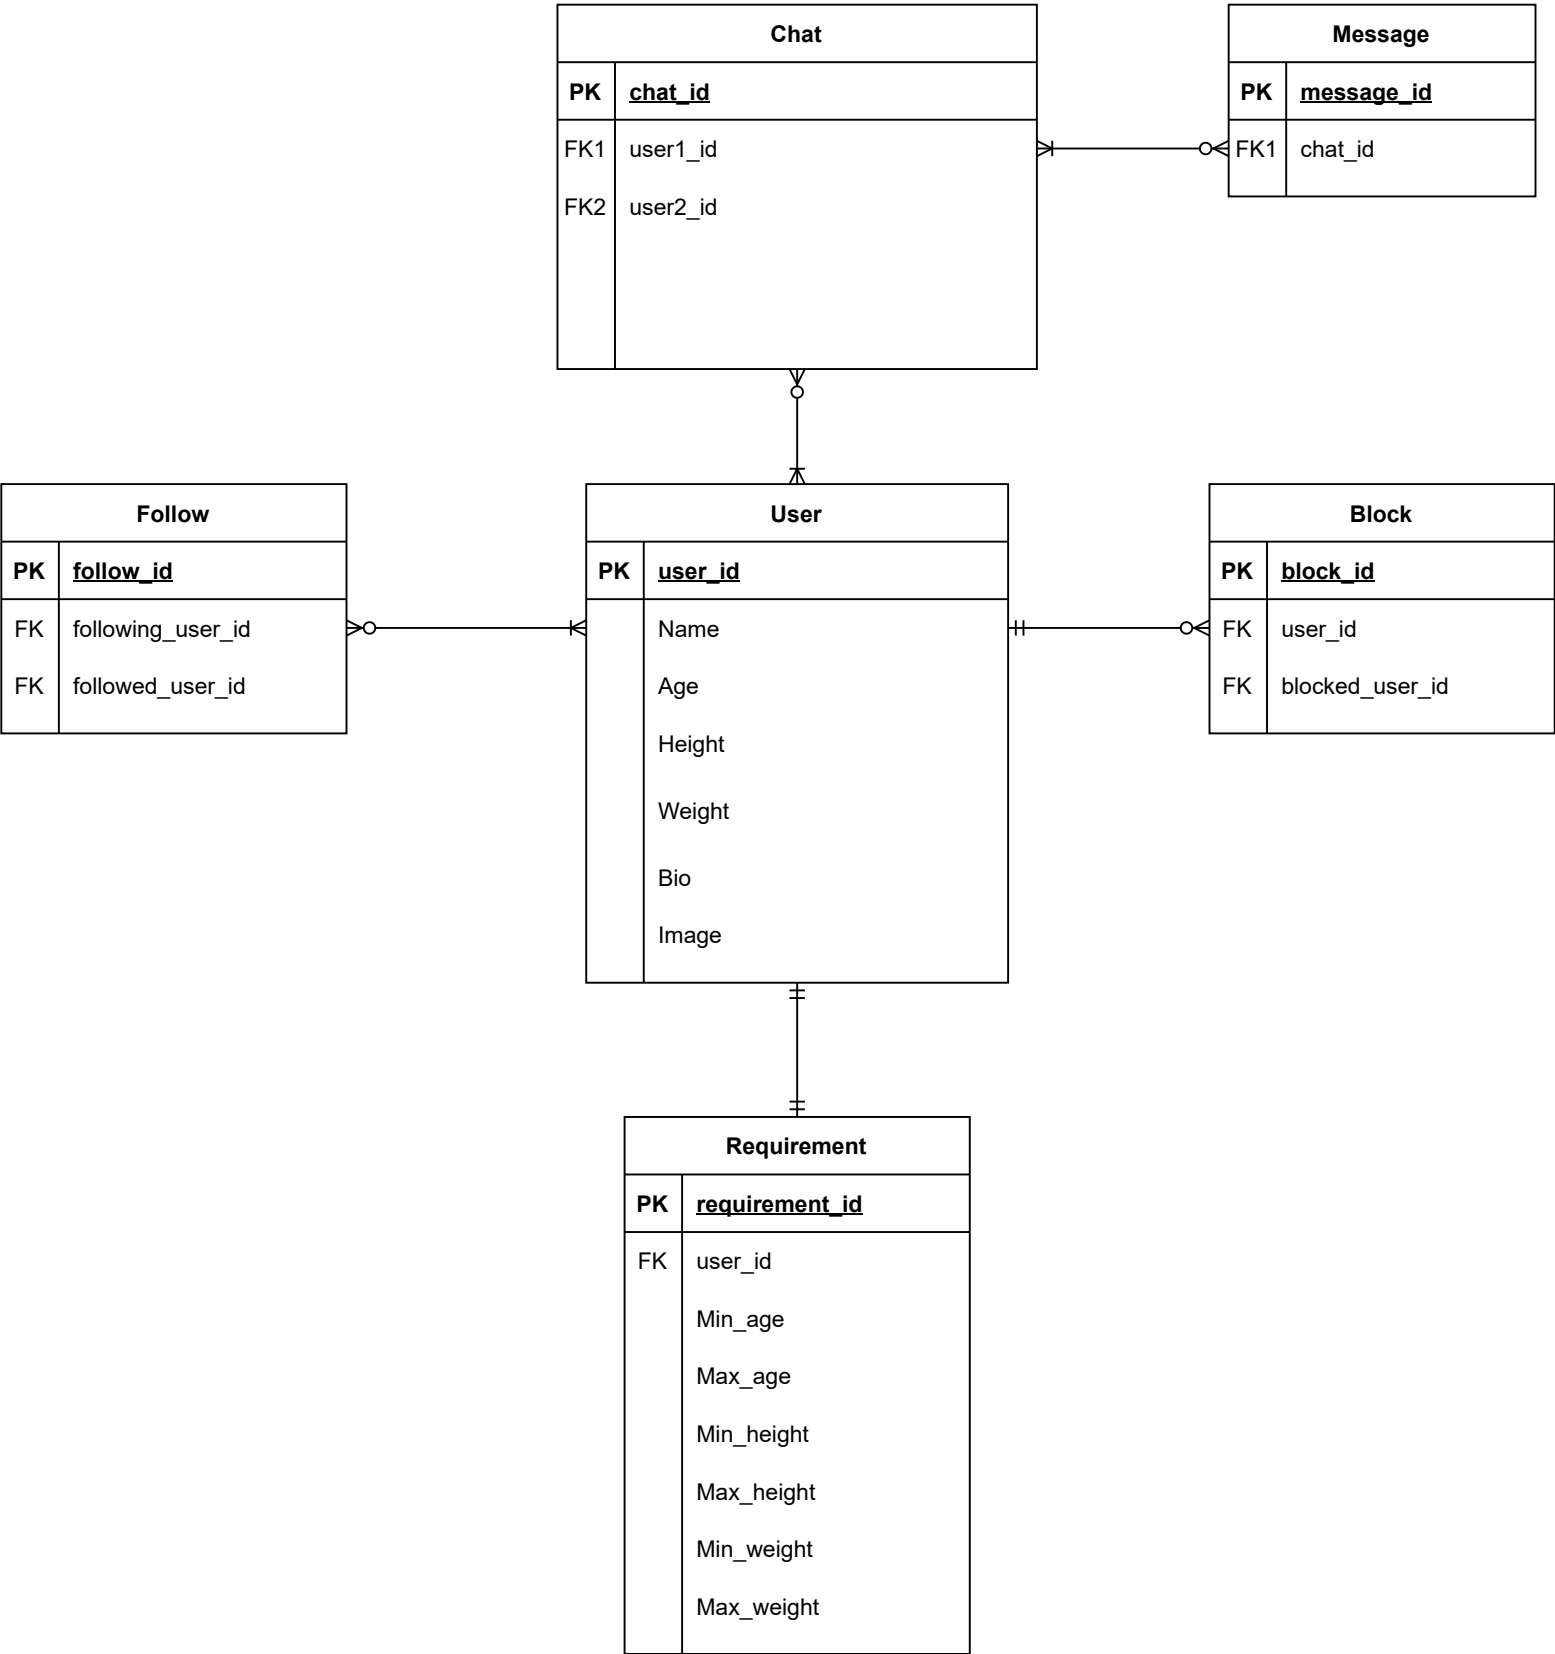 Chat
PK chat_id
FK1 user1_id
FK2 user2_id
Message
PK message_id
FK1 chat_id
Follow
PK follow_id
FK following_user_id
FK followed_user_id
User
PK user_id
Name
Age
Height
Weight
Bio
Image
Block
PK block_id
FK user_id
FK blocked_user_id
Requirement
PK requirement_id
FK user_id
Min_age
Max_age
Min_height
Max_height
Min_weight
Max_weight